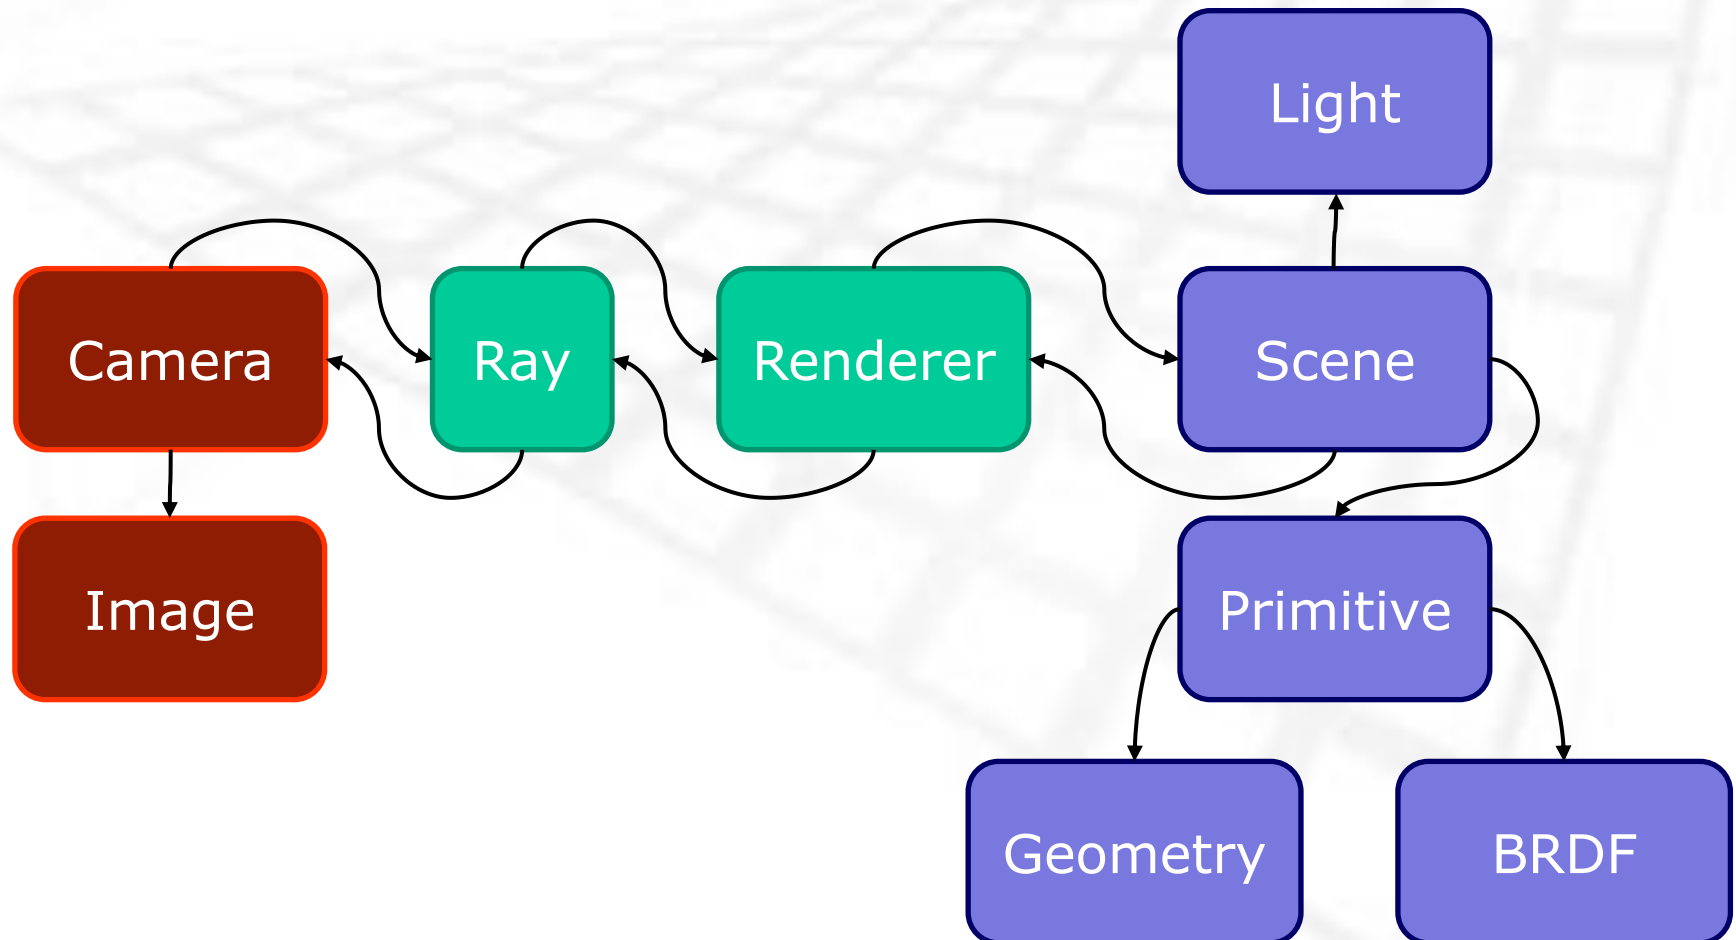 Light
Camera
Ray
Renderer
Scene
Image
Primitive
Geometry
BRDF